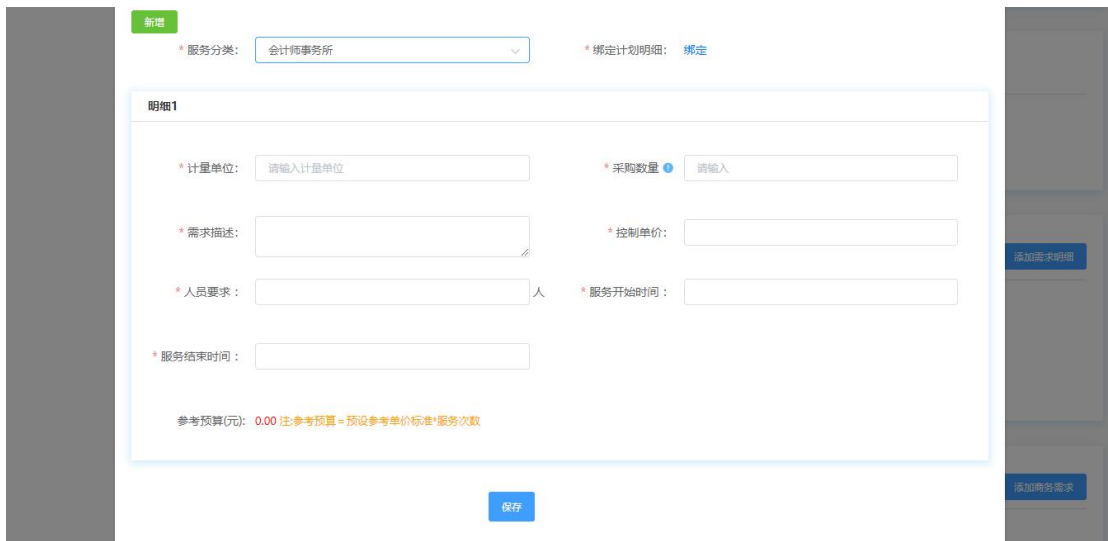 新增
* 服务分类： 会计师事务所 * 绑定计划明细： 绑定
明细1
* 计量单位： 请输入计量单位 * 采购数量 请输入
* 需求描述： * 控制单价：
添加需求明细
* 人员要求： 人 * 服务开始时间：
* 服务结束时间：
参考预算(元)： 0.00 注:参考预算 = 预设参考单价标准*服务次数
添加商务需求
保存